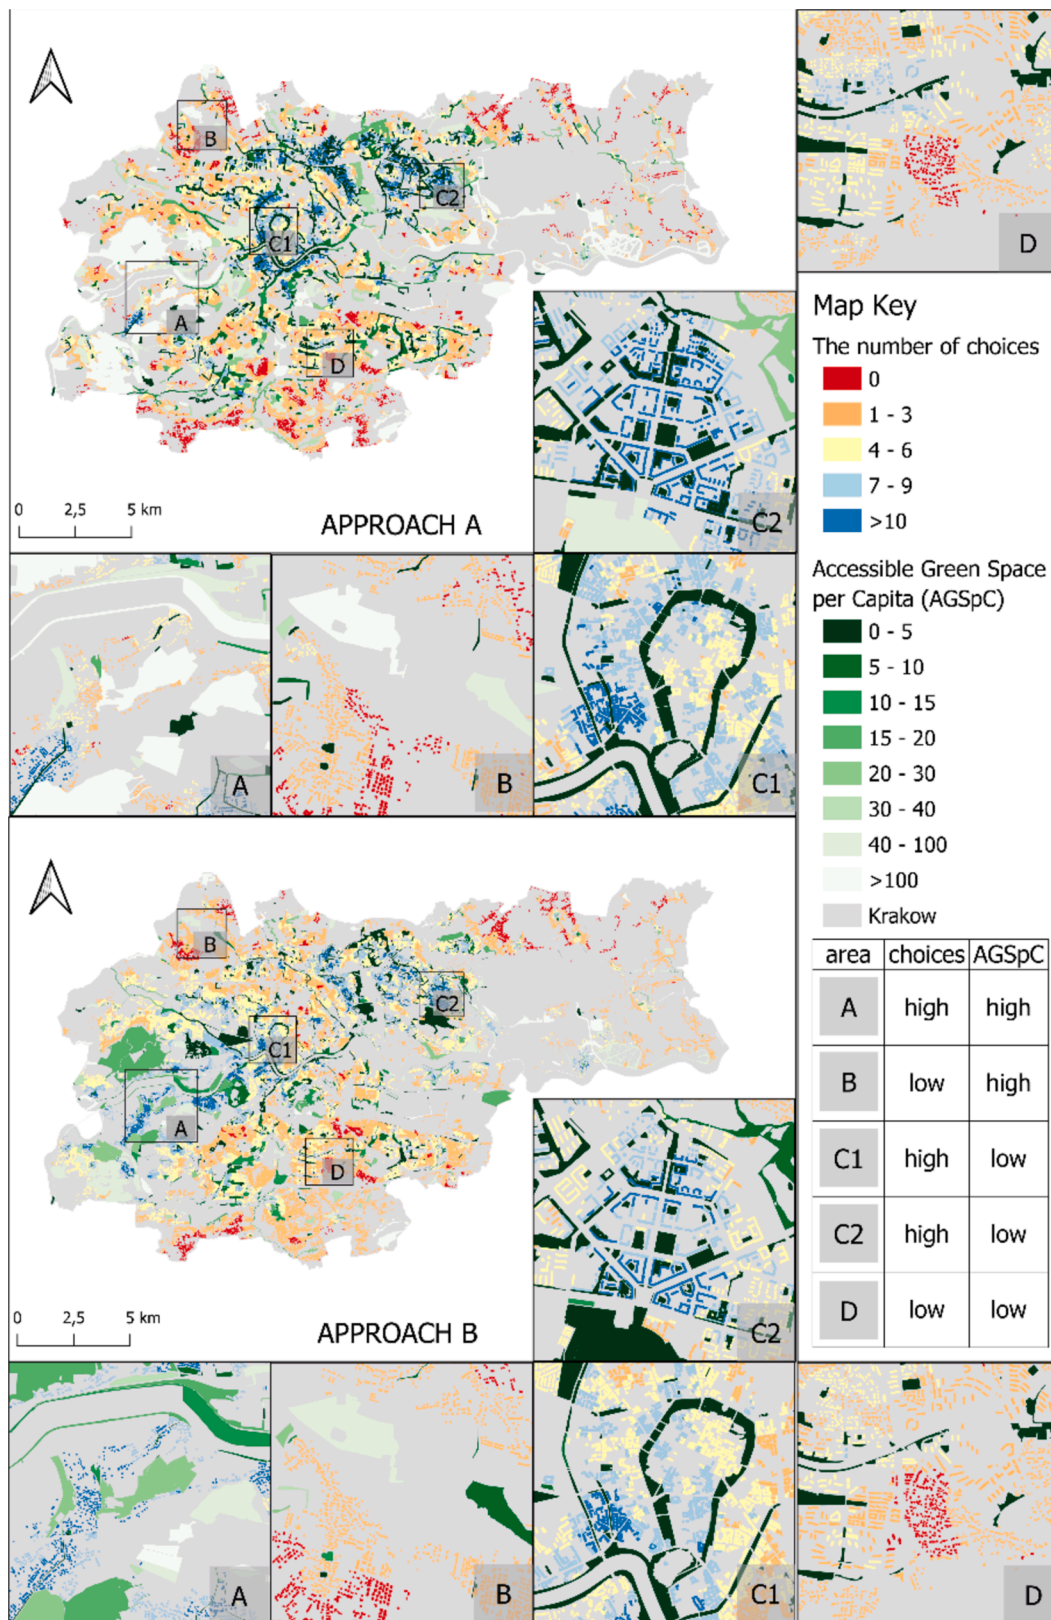 B
C2
C1
A
D
0 2,5 5 km
APPROACH A
C2
D
A
B
C1
Map Key
The number of choices
0
1 - 3
4 - 6
7 - 9
>10
Accessible Green Space
per Capita (AGSpC)
0 - 5
5 - 10
10 - 15
15 - 20
20 - 30
30 - 40
40 - 100
>100
Krakow
area choices AGSpC
A high high
B low high
C1 high low
C2 high low
D low low
B
C2
C1
A
D
0 2,5 5 km
APPROACH B
C2
A
B
C1
D